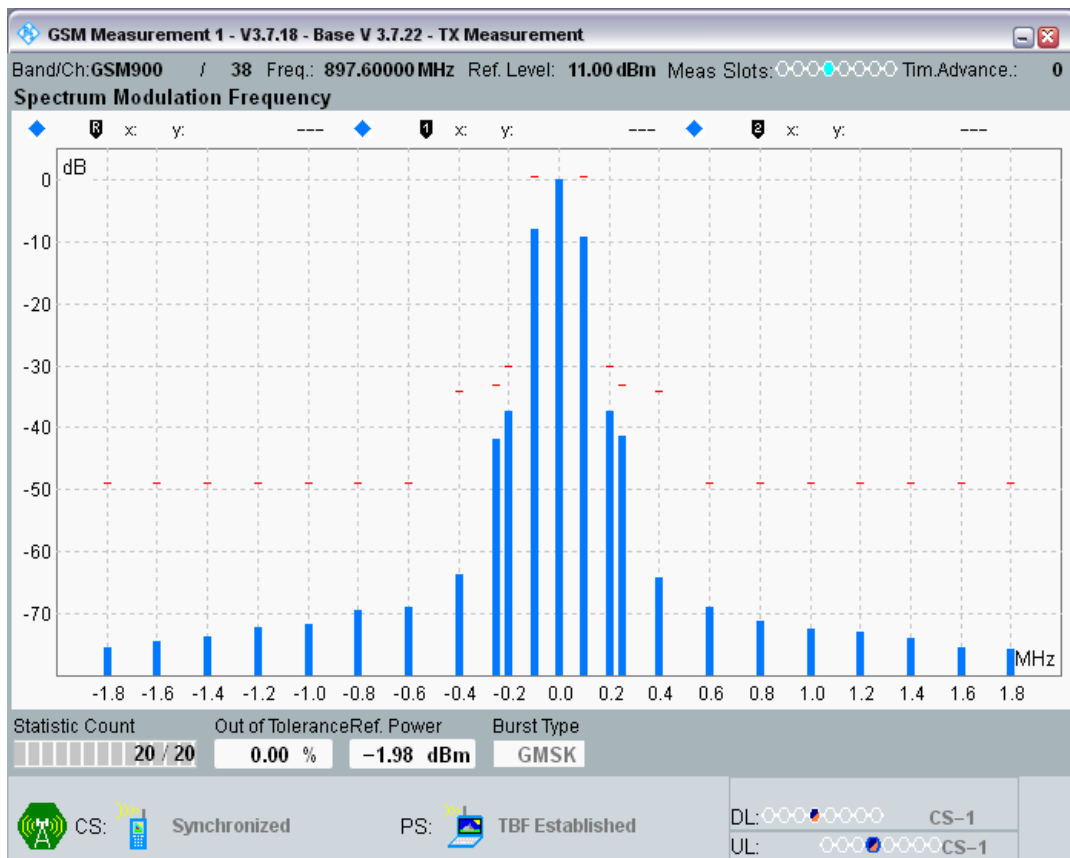 GSM Measurement 1 - V3.7.18 - Base V 3.7.22 - TX Measurement
Band/Ch:GSM900 / 38 Freq.: 897.60000 MHz Ref. Level: 11.00 dBm Meas Slots: Tim.Advance.: 0
Spectrum Modulation Frequency
R x: y: --- 1 x: y: --- 2 x: y: ---
dB
0
-10
-20
-30
-40
-50
-60
-70
MHz
-1.8 -1.6 -1.4 -1.2 -1.0 -0.8 -0.6 -0.4 -0.2 0.0 0.2 0.4 0.6 0.8 1.0 1.2 1.4 1.6 1.8
Statistic Count Out of Tolerance Ref. Power Burst Type
20 / 20 0.00 % −1.98 dBm GMSK
CS: Synchronized PS: TBF Established
DL: CS−1
UL: CS−1